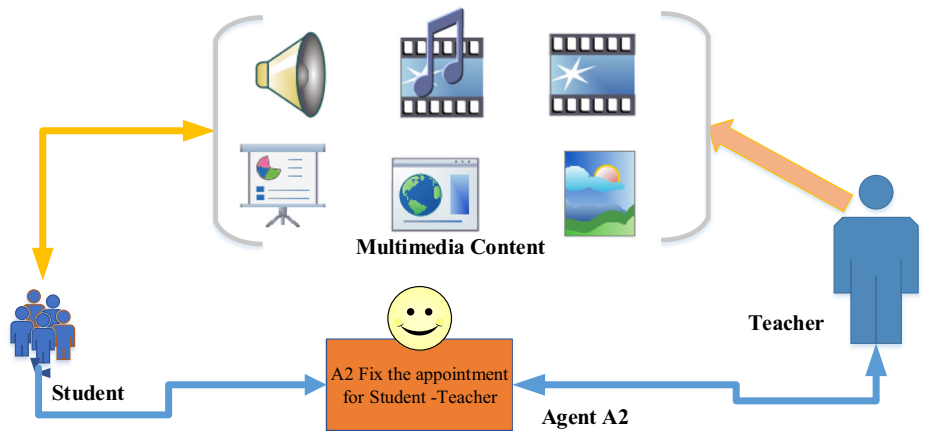 Multimedia Content
Teacher
A2 Fix the appointment
for Student -Teacher
Student
Agent A2